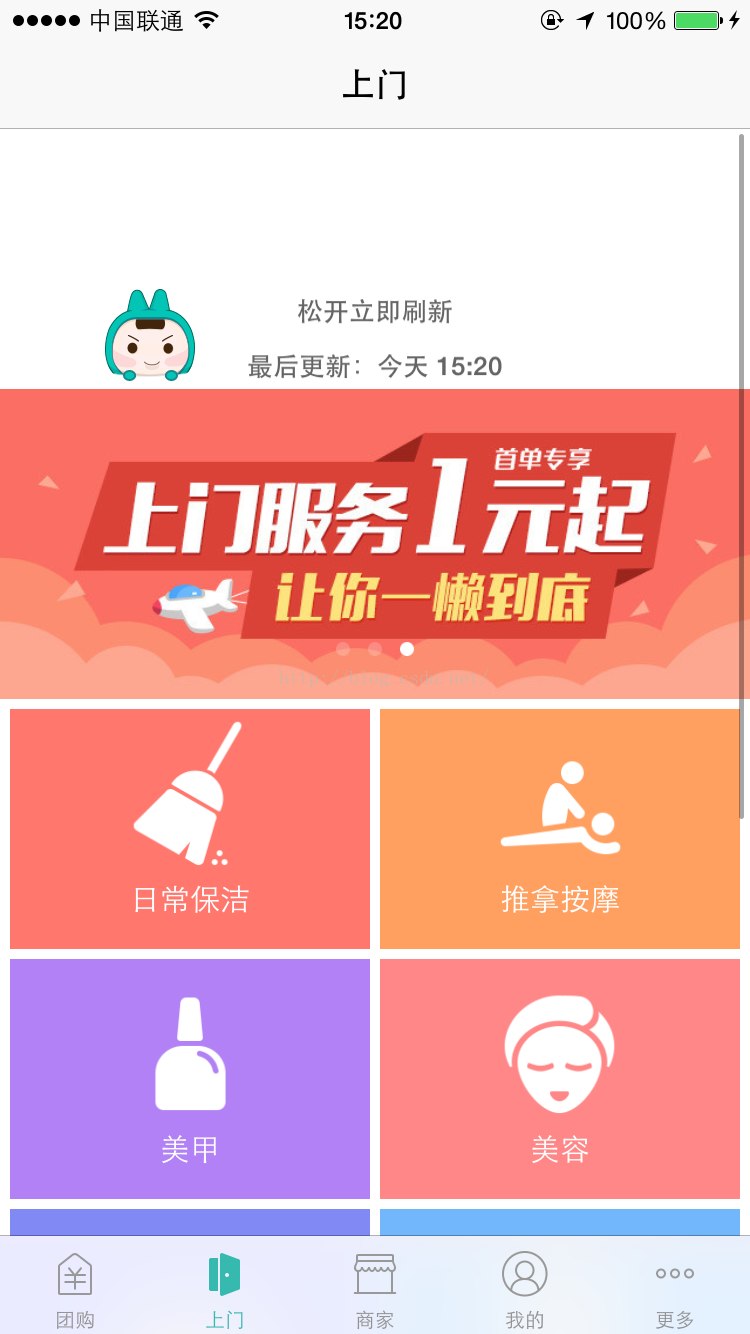 中国联通 15:20 100%
上门
松开立即刷新
最后更新：今天 15:20
首单专享
上门服务1元起
让你一懒到底
日常保洁 推拿按摩
美甲 美容
团购 上门 商家 我的 更多